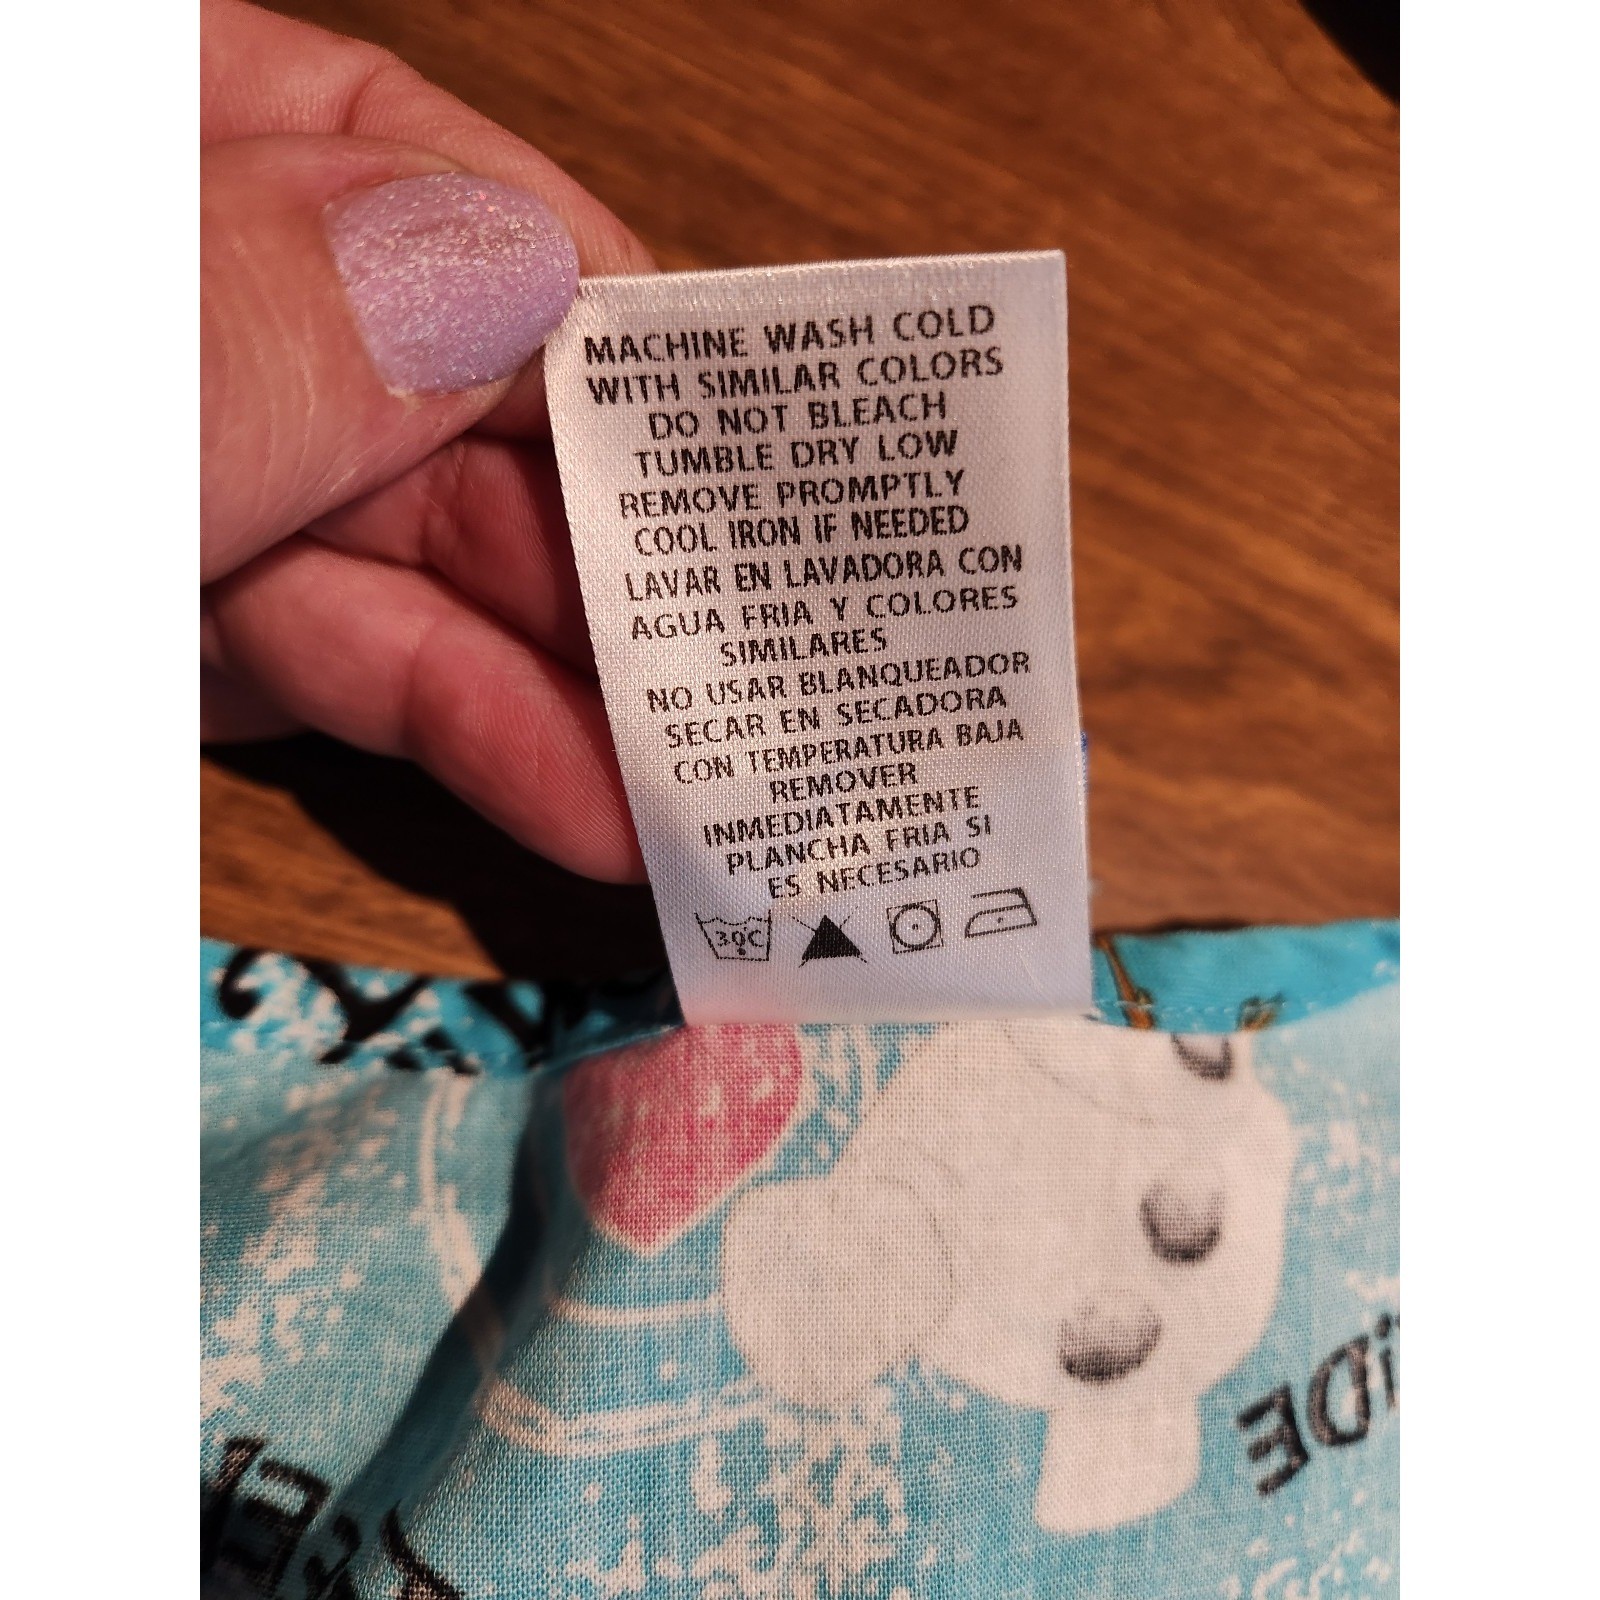 MACHINE WASH COLD
WITH SIMILAR COLORS
DO NOT BLEACH
TUMBLE DRY LOW
REMOVE PROMPTLY
COOL IRON IF NEEDED
LAVAR EN LAVADORA CON
AGUA FRIA Y COLORES
SIMILARES
NO USAR BLANQUEADOR
SECAR EN SECADORA
CON TEMPERATURA BAJA
REMOVER
INMEDIATAMENTE
PLANCHA FRIA SI
ES NECESARIO
30C